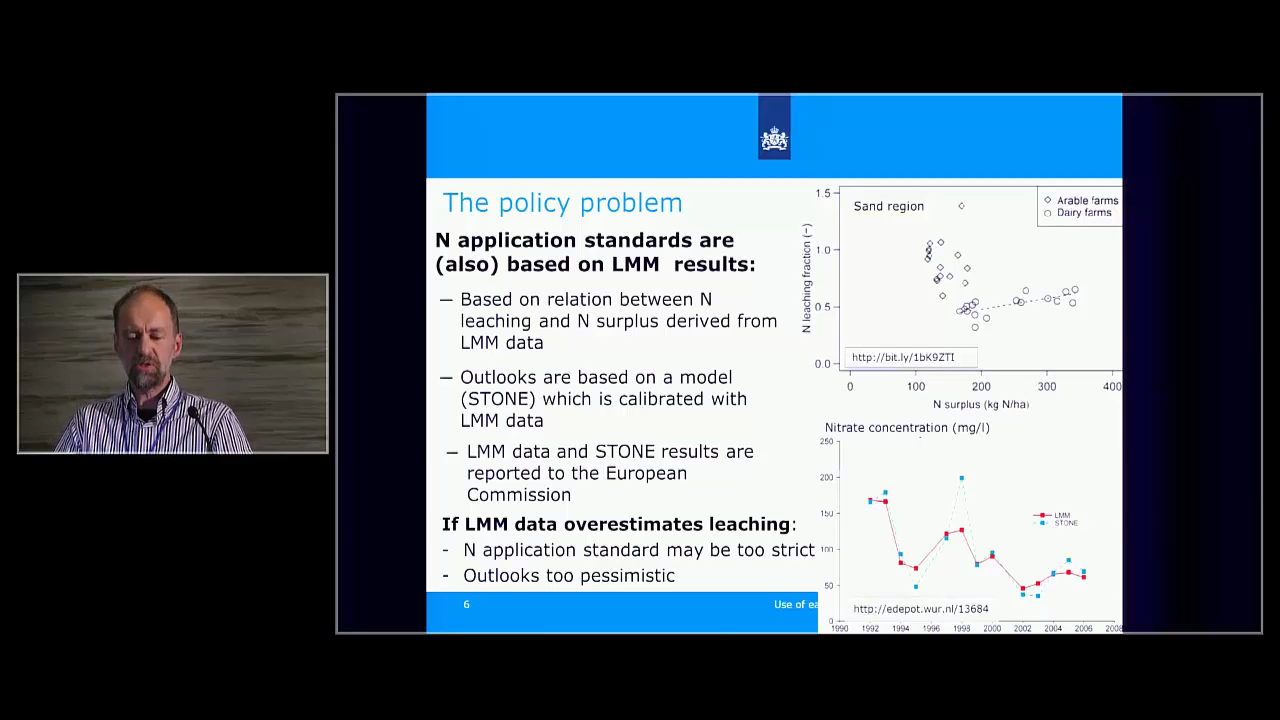 The policy problem
N application standards are
(also) based on LMM results:
– Based on relation between N
leaching and N surplus derived from
LMM data
– Outlooks are based on a model
(STONE) which is calibrated with
LMM data
– LMM data and STONE results are
reported to the European
Commission
If LMM data overestimates leaching:
- N application standard may be too strict
- Outlooks too pessimistic
6
Use of ea
Sand region
Arable farms
Dairy farms
N leaching fraction (–)
1.5
1.0
0.5
0.0
http://bit.ly/1bK9ZTI
0 100 200 300 400
N surplus (kg N/ha)
Nitrate concentration (mg/l)
250
200
150
100
50
0
LMM
STONE
http://edepot.wur.nl/13684
1990 1992 1994 1996 1998 2000 2002 2004 2006 2008